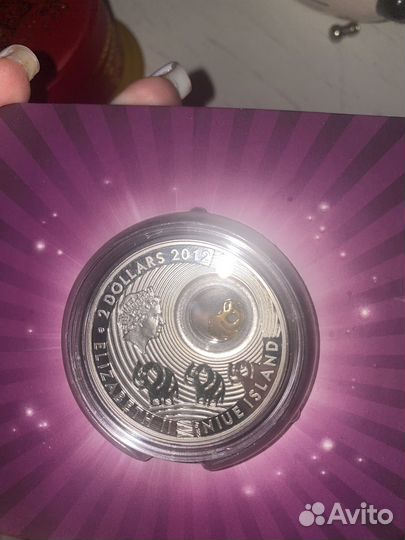 2 DOLLARS 2012
ELIZABETH II
NIUE ISLAND
Avito